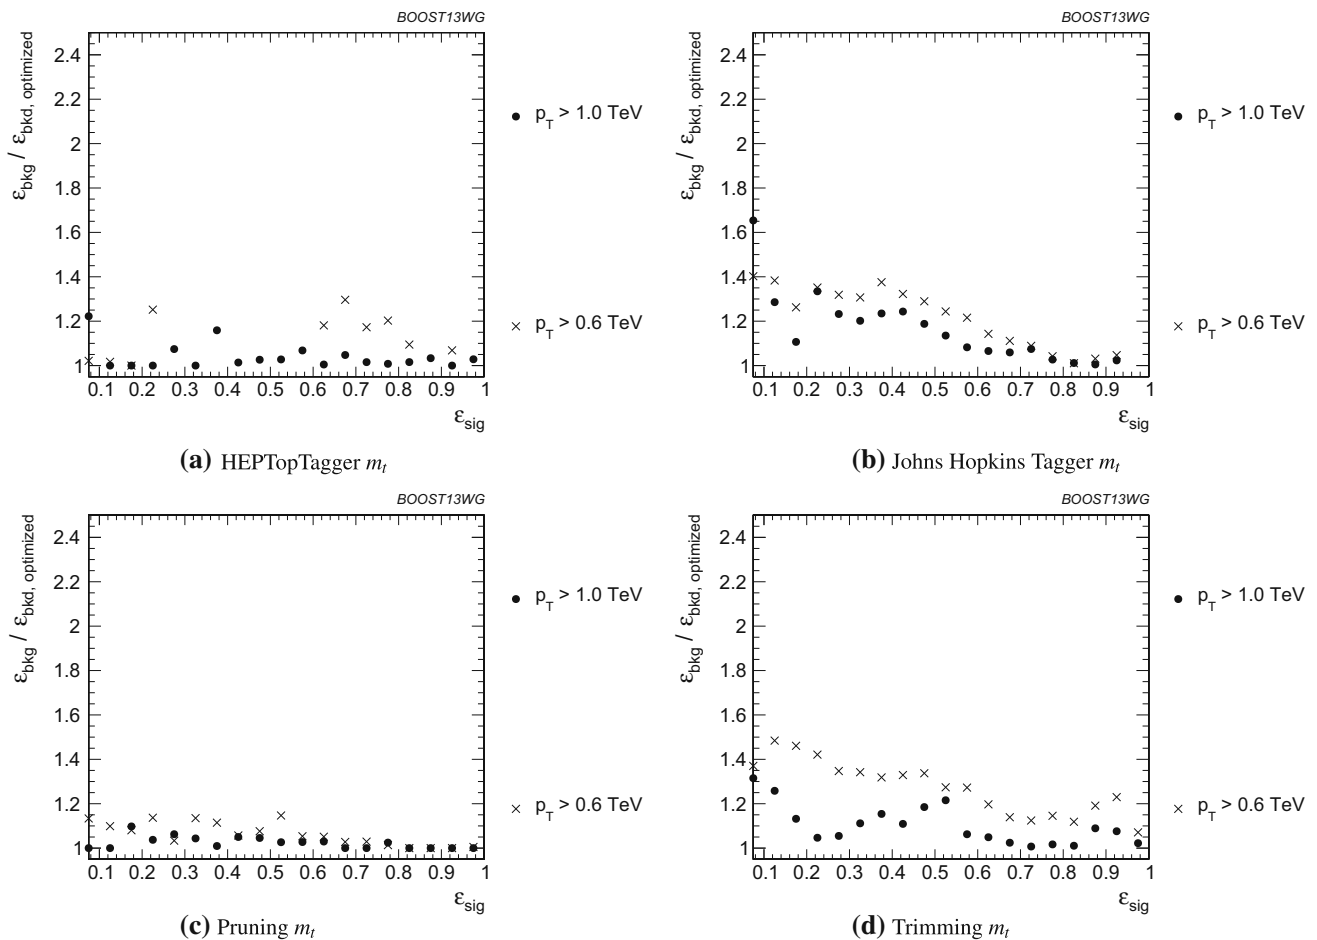 BOOST13WG
ε_bkg / ε_bkd, optimized
2.4
2.2
2
1.8
1.6
1.4
1.2
1
0.1 0.2 0.3 0.4 0.5 0.6 0.7 0.8 0.9 1
ε_sig
p_T > 1.0 TeV
p_T > 0.6 TeV
(a) HEPTopTagger m_t
BOOST13WG
ε_bkg / ε_bkd, optimized
2.4
2.2
2
1.8
1.6
1.4
1.2
1
0.1 0.2 0.3 0.4 0.5 0.6 0.7 0.8 0.9 1
ε_sig
p_T > 1.0 TeV
p_T > 0.6 TeV
(b) Johns Hopkins Tagger m_t
BOOST13WG
ε_bkg / ε_bkd, optimized
2.4
2.2
2
1.8
1.6
1.4
1.2
1
0.1 0.2 0.3 0.4 0.5 0.6 0.7 0.8 0.9 1
ε_sig
p_T > 1.0 TeV
p_T > 0.6 TeV
(c) Pruning m_t
BOOST13WG
ε_bkg / ε_bkd, optimized
2.4
2.2
2
1.8
1.6
1.4
1.2
1
0.1 0.2 0.3 0.4 0.5 0.6 0.7 0.8 0.9 1
ε_sig
p_T > 1.0 TeV
p_T > 0.6 TeV
(d) Trimming m_t